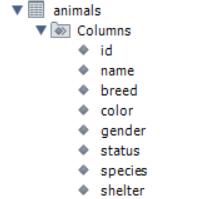 animals
Columns
id
name
breed
color
gender
status
species
shelter